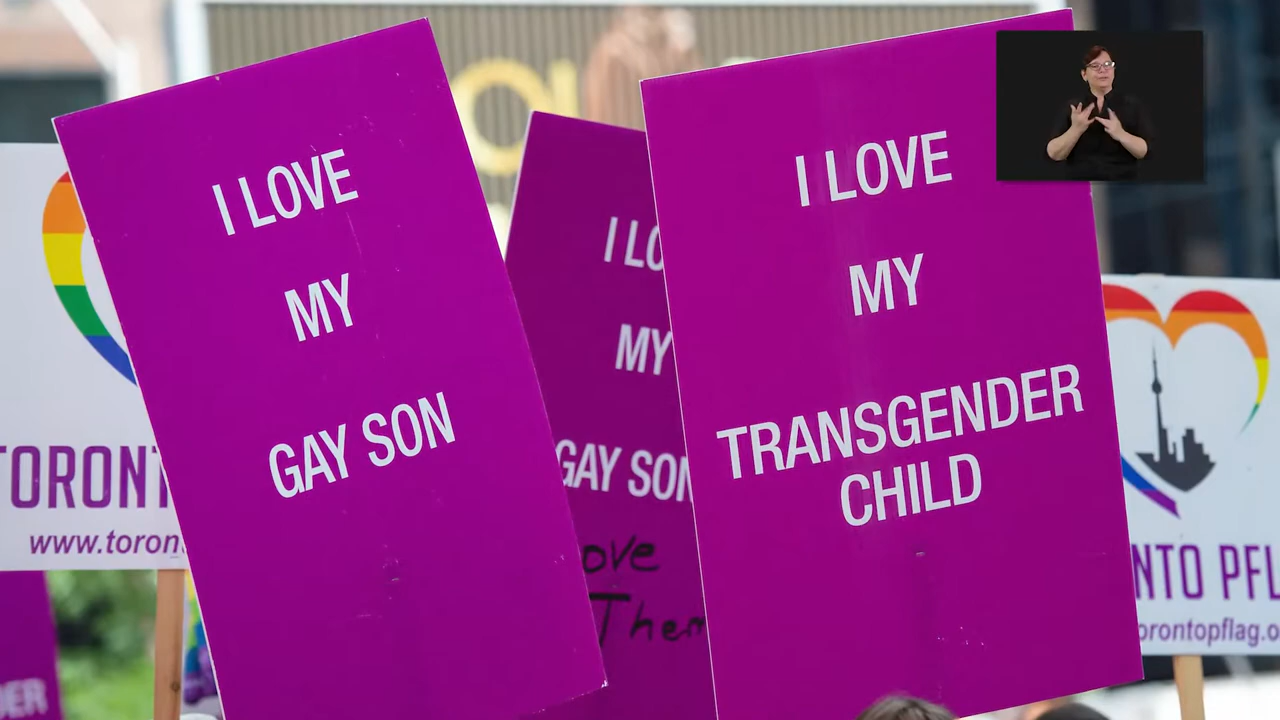 I LOVE
MY
GAY SON
I LO
MY
GAY SON
ove
Them
I LOVE
MY
TRANSGENDER
CHILD
TORONT
www.toron
NTO PFL
orontopflag.o
DER